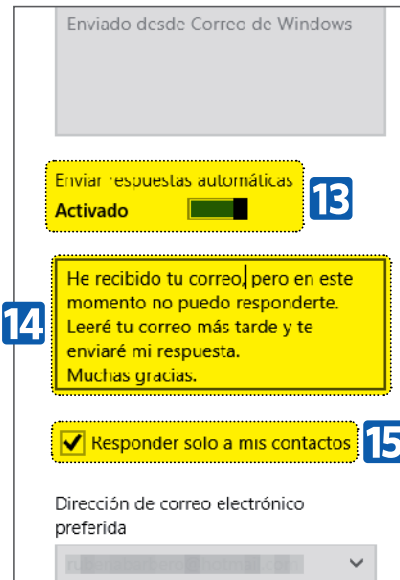 Enviado desde Correo de Windows
Enviar respuestas automáticas
Activado
13
14
He recibido tu correo, pero en este
momento no puedo responderte.
Leeré tu correo más tarde y te
enviaré mi respuesta.
Muchas gracias.
Responder solo a mis contactos
15
Dirección de correo electrónico
preferida